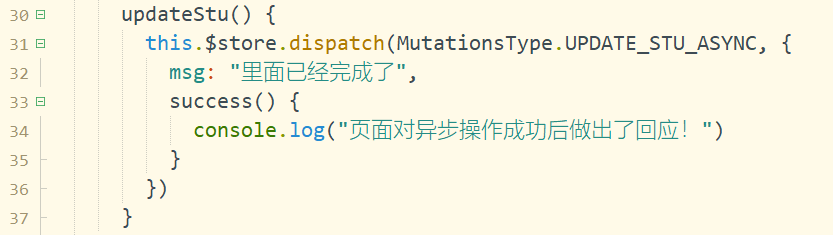 30 updateStu() {
31 this.$store.dispatch(MutationsType.UPDATE_STU_ASYNC, {
32 msg: "里面已经完成了",
33 success() {
34 console.log("页面对异步操作成功后做出了回应！")
35 }
36 })
37 }